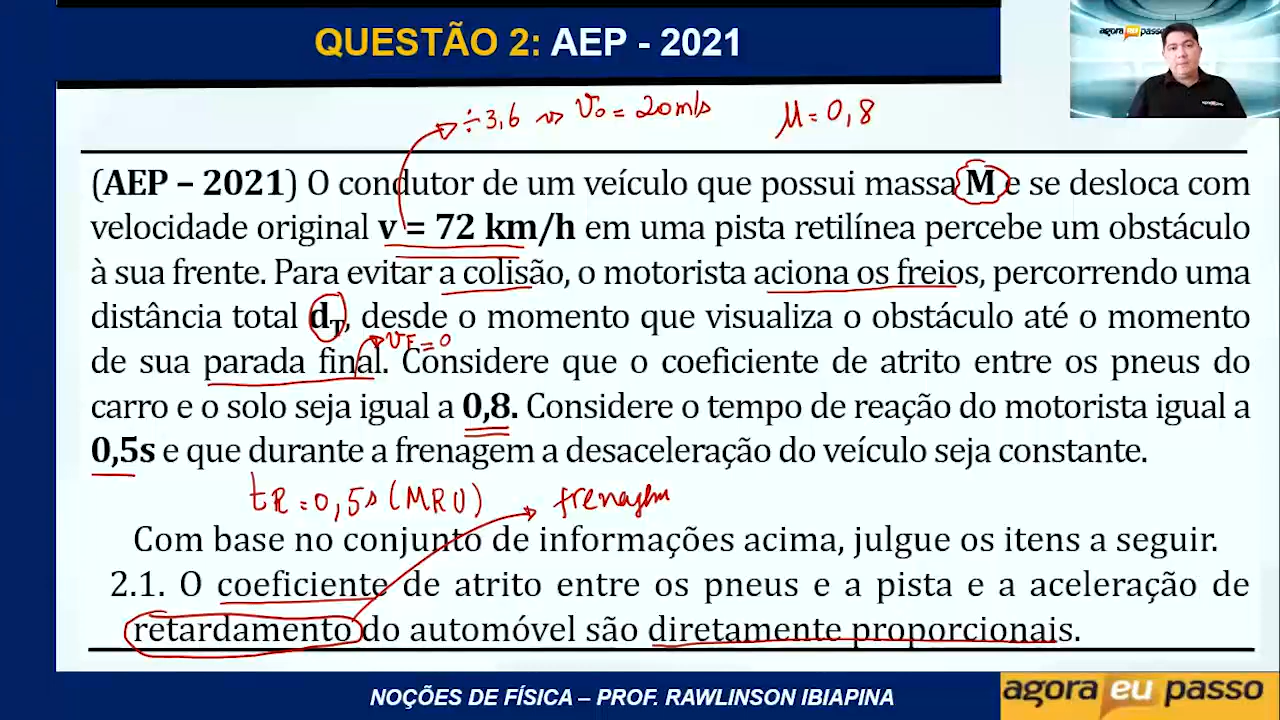 QUESTÃO 2: AEP - 2021
agora eu passo
÷3,6 → V₀ = 20 m/s
μ = 0,8
(AEP – 2021) O condutor de um veículo que possui massa M e se desloca com
velocidade original v = 72 km/h em uma pista retilínea percebe um obstáculo
à sua frente. Para evitar a colisão, o motorista aciona os freios, percorrendo uma
distância total dT, desde o momento que visualiza o obstáculo até o momento
VF = 0
de sua parada final. Considere que o coeficiente de atrito entre os pneus do
carro e o solo seja igual a 0,8. Considere o tempo de reação do motorista igual a
0,5s e que durante a frenagem a desaceleração do veículo seja constante.
tR = 0,5s (MRU)
frenagem
Com base no conjunto de informações acima, julgue os itens a seguir.
2.1. O coeficiente de atrito entre os pneus e a pista e a aceleração de
retardamento do automóvel são diretamente proporcionais.
NOÇÕES DE FÍSICA – PROF. RAWLINSON IBIAPINA
agora eu passo